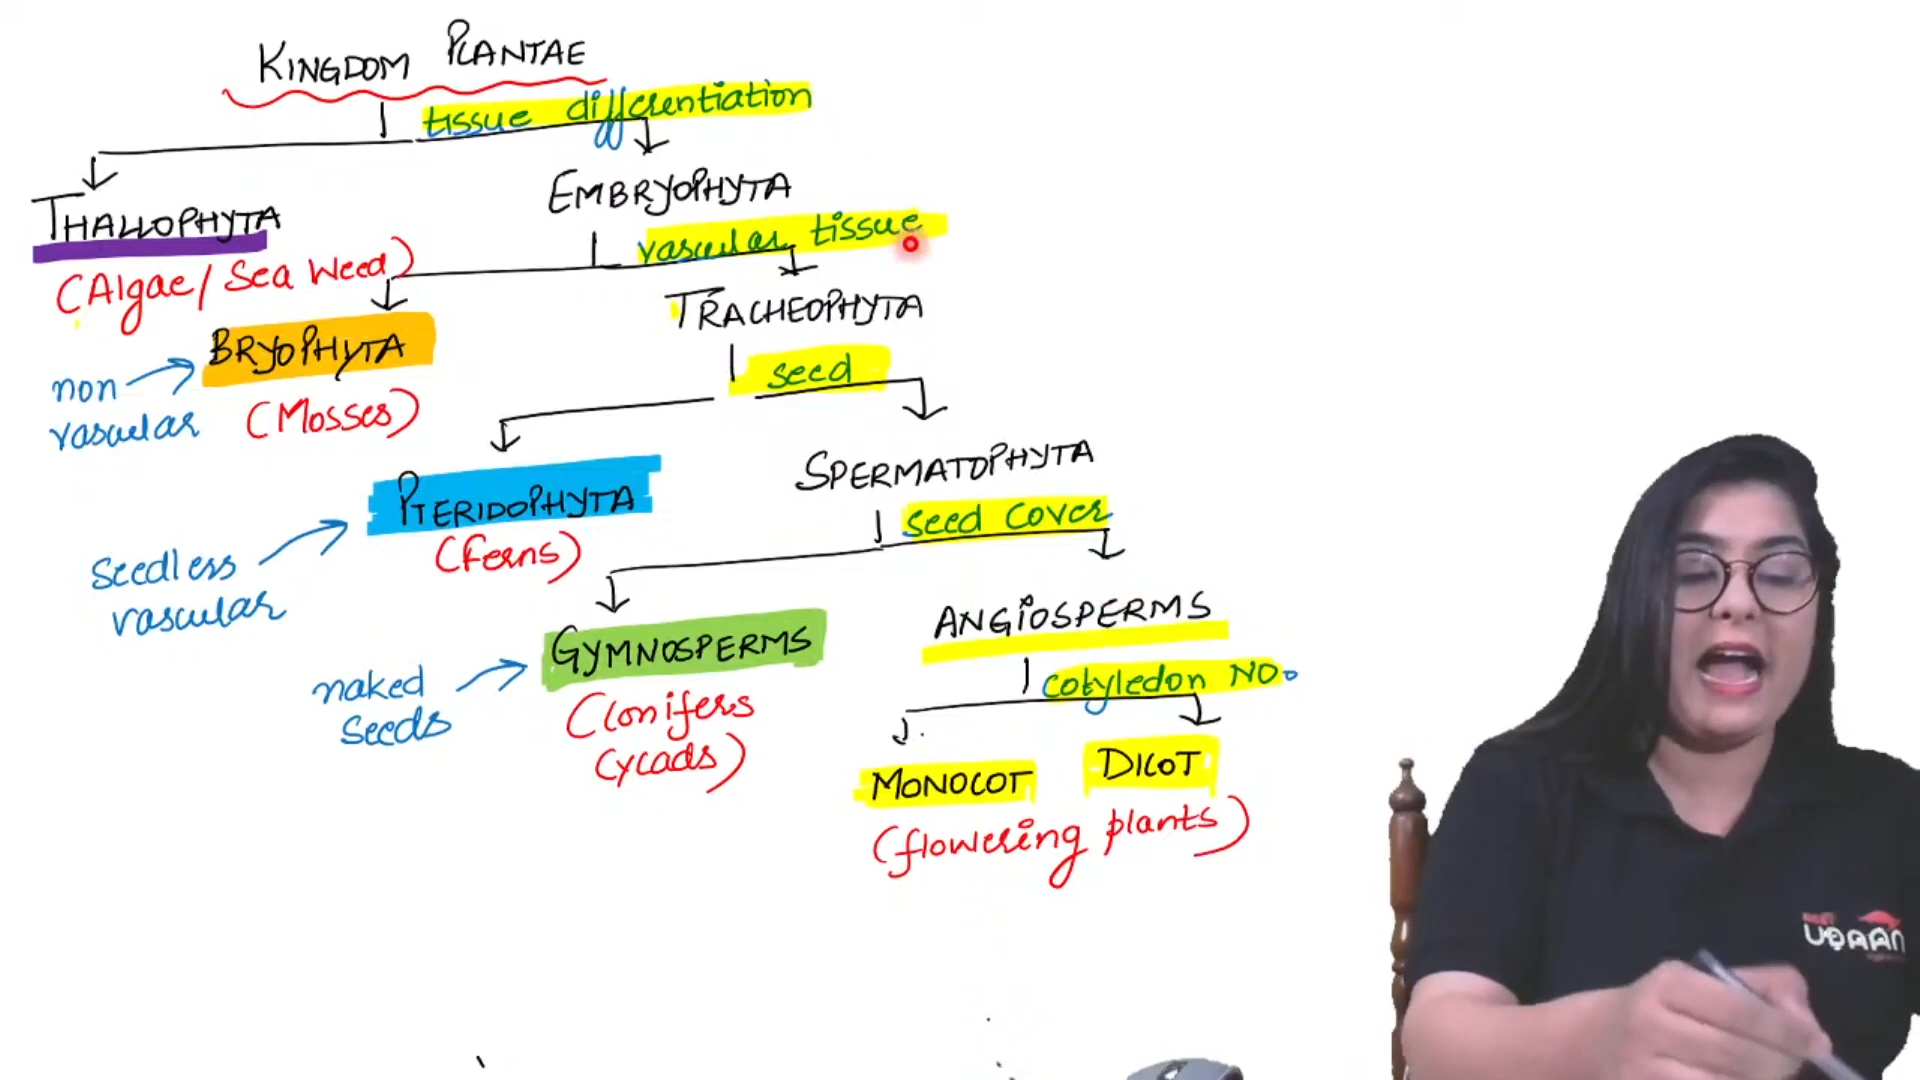 KINGDOM PLANTAE
tissue differentiation
THALLOPHYTA
(Algae/Sea Weed)
EMBRYOPHYTA
vascular tissue
BRYOPHYTA
(Mosses)
non
vascular
TRACHEOPHYTA
seed
PTERIDOPHYTA
(Ferns)
Seedless
vascular
SPERMATOPHYTA
seed cover
GYMNOSPERMS
(Conifers
Cycads)
naked
seeds
ANGIOSPERMS
cotyledon NO.
MONOCOT
DICOT
(flowering plants)
UDAAN